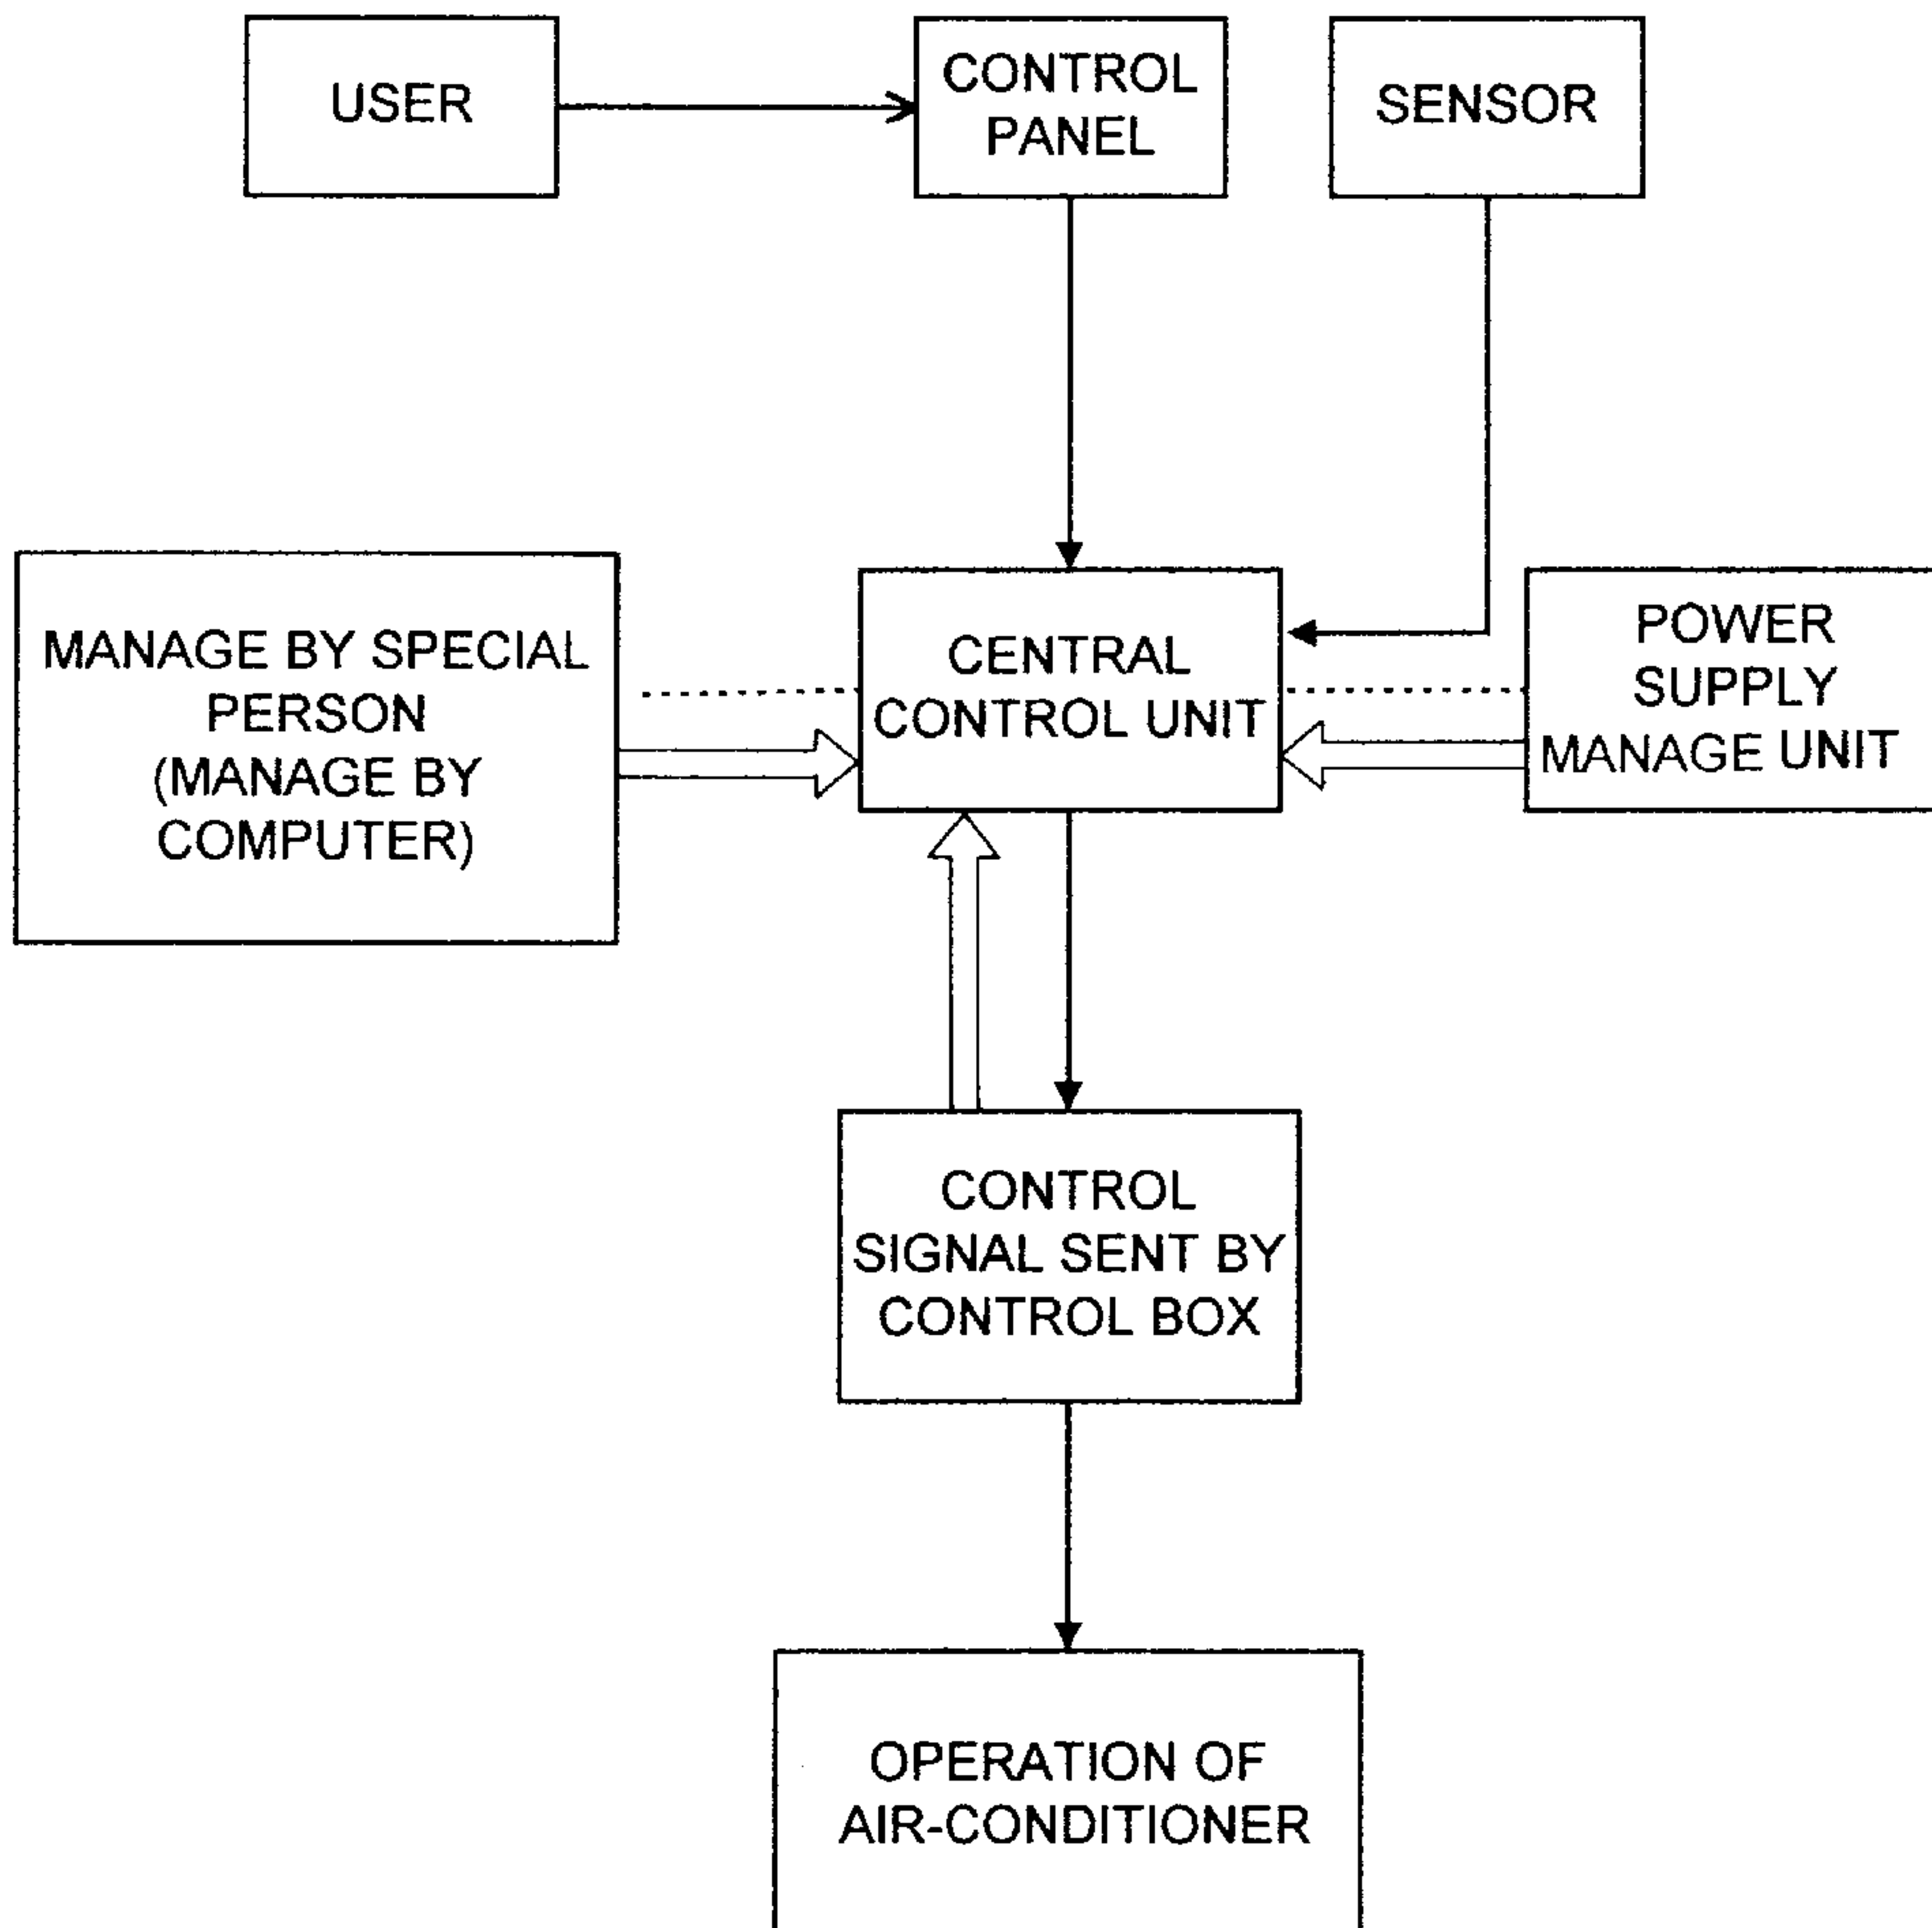 USER
CONTROL
PANEL
SENSOR
MANAGE BY SPECIAL
PERSON
(MANAGE BY
COMPUTER)
CENTRAL
CONTROL UNIT
POWER
SUPPLY
MANAGE UNIT
CONTROL
SIGNAL SENT BY
CONTROL BOX
OPERATION OF
AIR-CONDITIONER